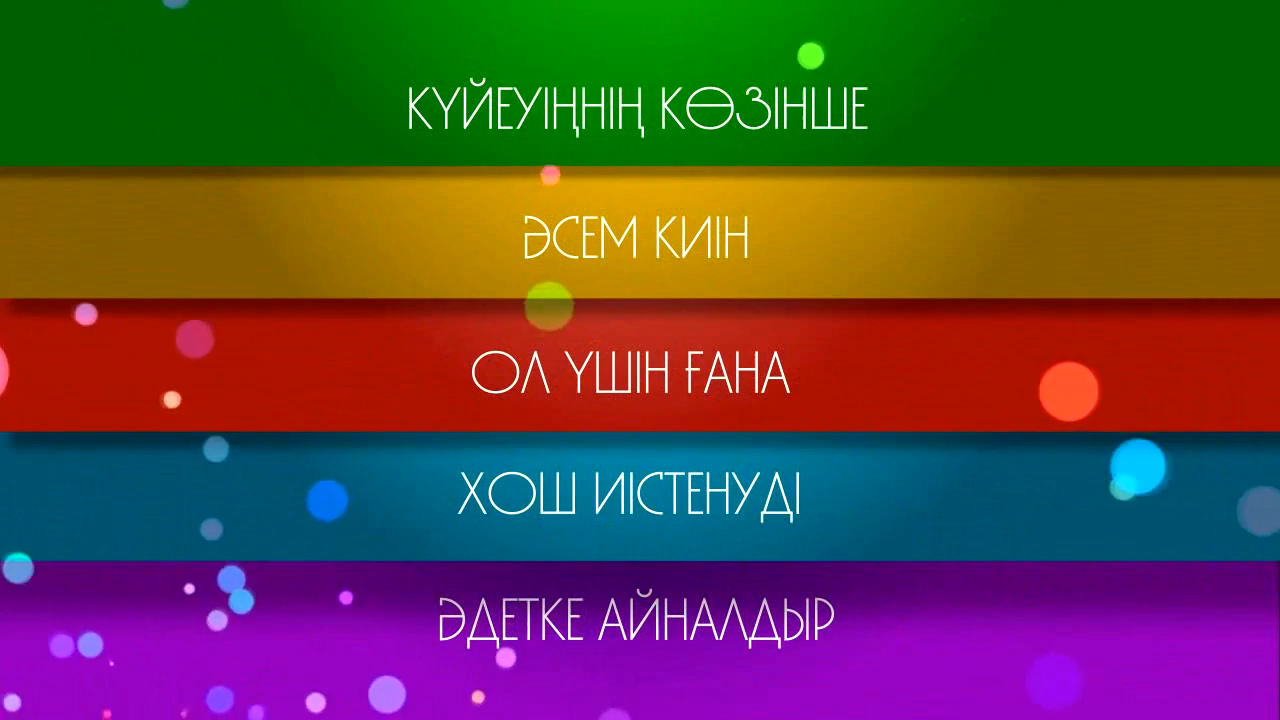 КҮЙЕУІҢНІҢ КӨЗІНШЕ
ӘСЕМ КИІН
ОЛ ҮШІН ҒАНА
ХОШ ИІСТЕНУДІ
ӘДЕТКЕ АЙНАЛДЫР